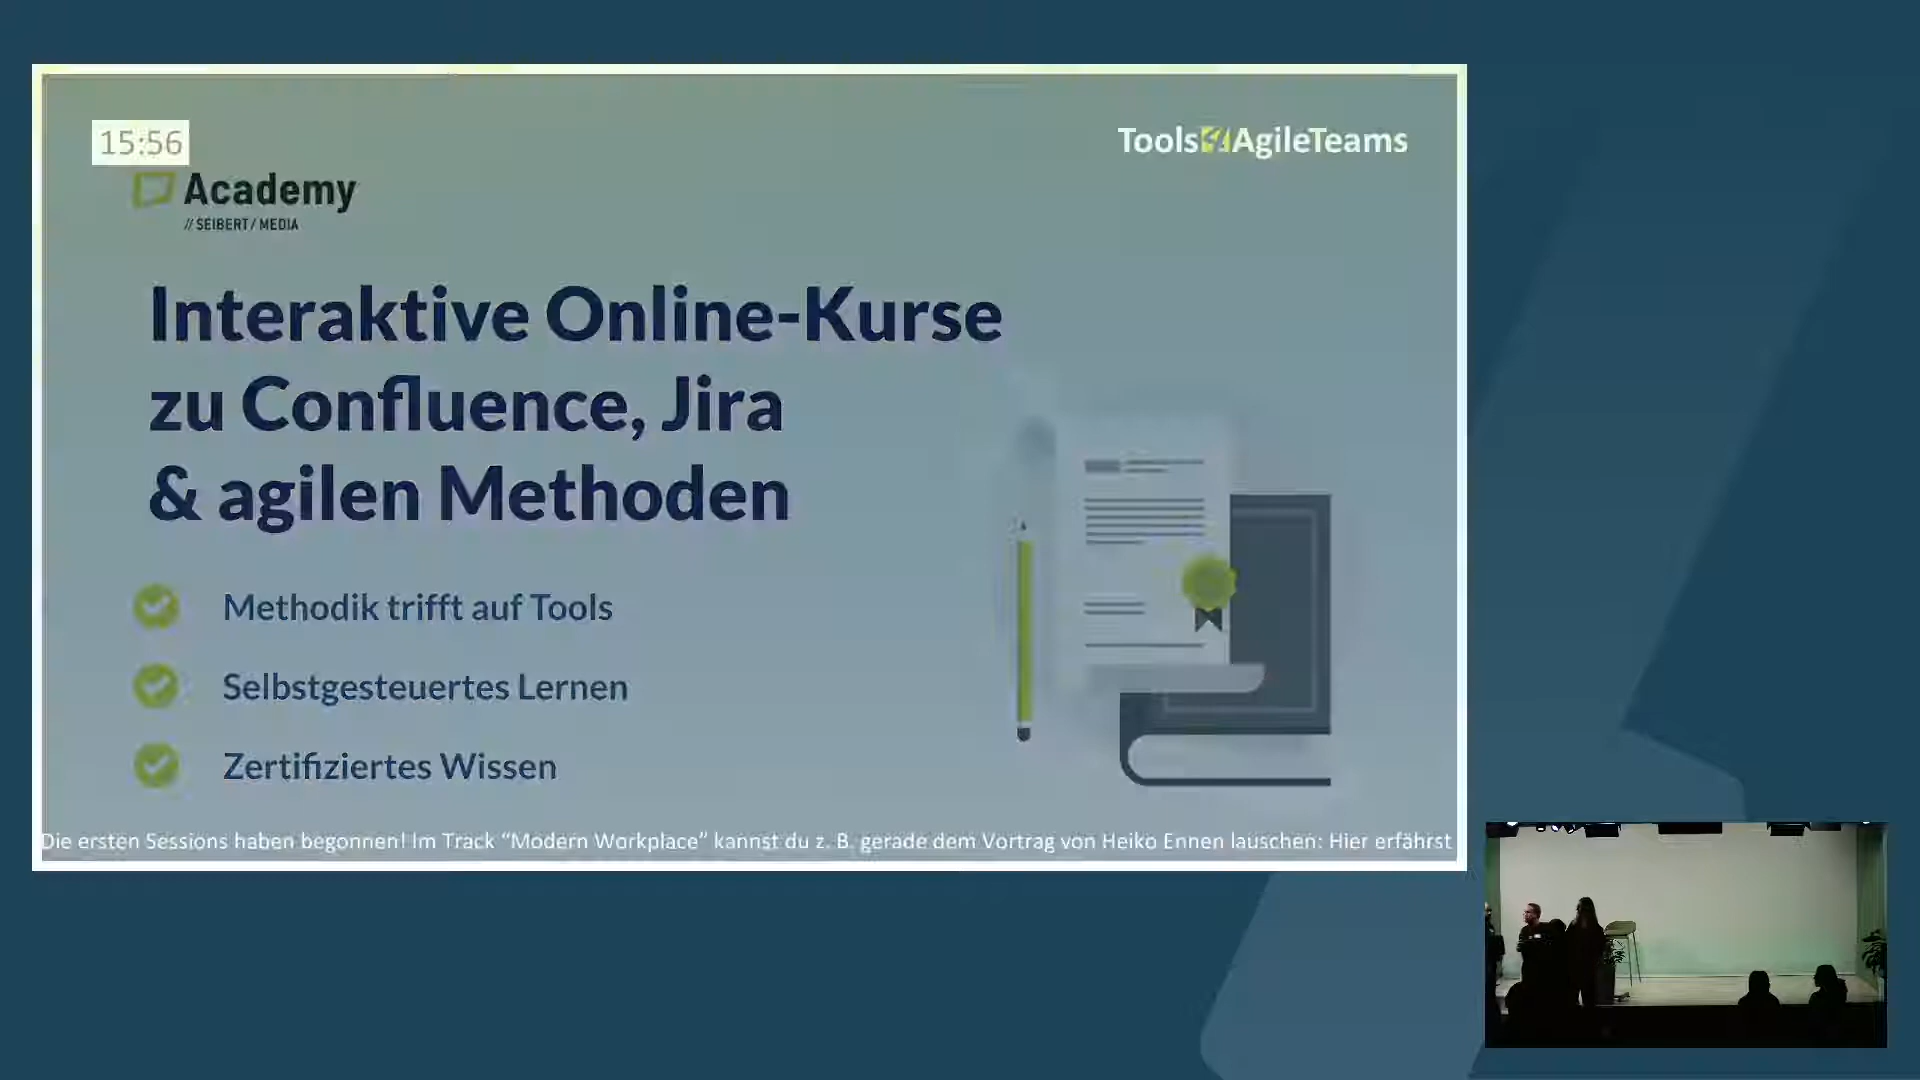 15:56
Tools4AgileTeams
Academy
// SEIBERT / MEDIA
Interaktive Online-Kurse
zu Confluence, Jira
& agilen Methoden
Methodik trifft auf Tools
Selbstgesteuertes Lernen
Zertifiziertes Wissen
Die ersten Sessions haben begonnen! Im Track “Modern Workplace” kannst du z. B. gerade dem Vortrag von Heiko Ennen lauschen: Hier erfährst